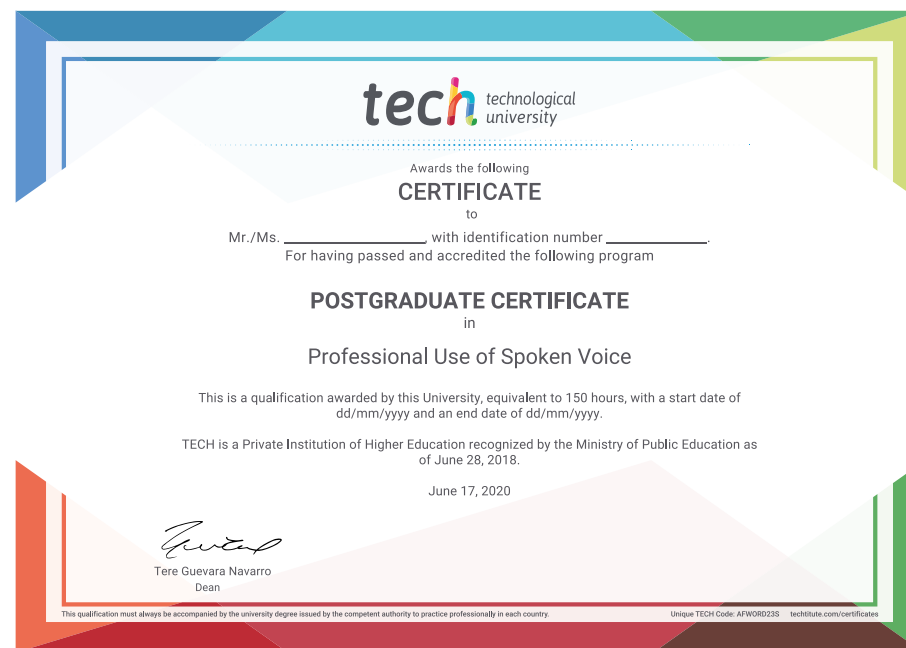 tech technological
university
Awards the following
CERTIFICATE
to
Mr./Ms. ____________________, with identification number ______________.
For having passed and accredited the following program
POSTGRADUATE CERTIFICATE
in
Professional Use of Spoken Voice
This is a qualification awarded by this University, equivalent to 150 hours, with a start date of
dd/mm/yyyy and an end date of dd/mm/yyyy.
TECH is a Private Institution of Higher Education recognized by the Ministry of Public Education as
of June 28, 2018.
June 17, 2020
Tere Guevara Navarro
Dean
This qualification must always be accompanied by the university degree issued by the competent authority to practice professionally in each country. Unique TECH Code: AFWORD23S techtitute.com/certificates